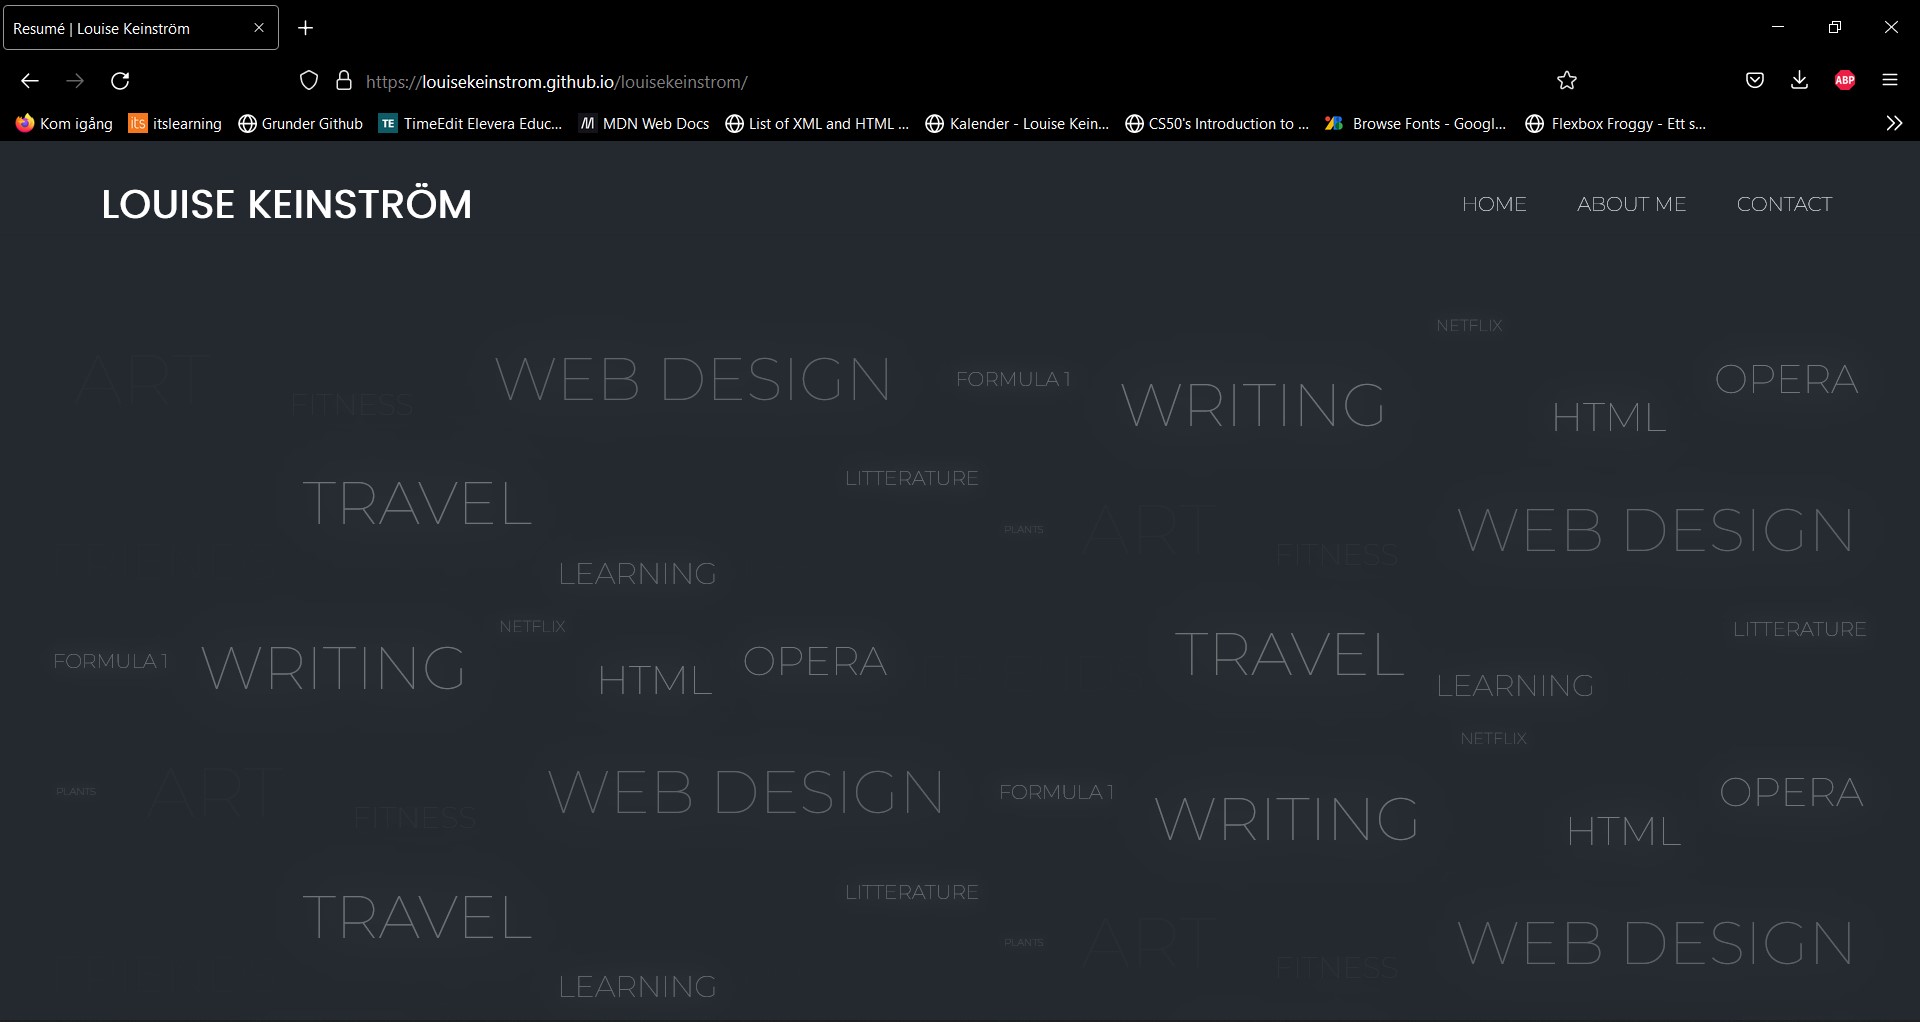 Resumé | Louise Keinström
https://louisekeinstrom.github.io/louisekeinstrom/
ABP
Kom igång its itslearning Grunder Github TE TimeEdit Elevera Educ... MDN Web Docs List of XML and HTML ... Kalender - Louise Kein... CS50's Introduction to ... Browse Fonts - Googl... Flexbox Froggy - Ett s...
LOUISE KEINSTRÖM HOME ABOUT ME CONTACT
NETFLIX
ART FITNESS WEB DESIGN FORMULA 1 WRITING HTML OPERA
TRAVEL LITTERATURE
PLANTS ART FITNESS WEB DESIGN
LEARNING
NETFLIX LITTERATURE
FORMULA 1 WRITING HTML OPERA TRAVEL LEARNING
NETFLIX
PLANTS ART FITNESS WEB DESIGN FORMULA 1 WRITING HTML OPERA
TRAVEL LITTERATURE
PLANTS ART FITNESS WEB DESIGN
LEARNING